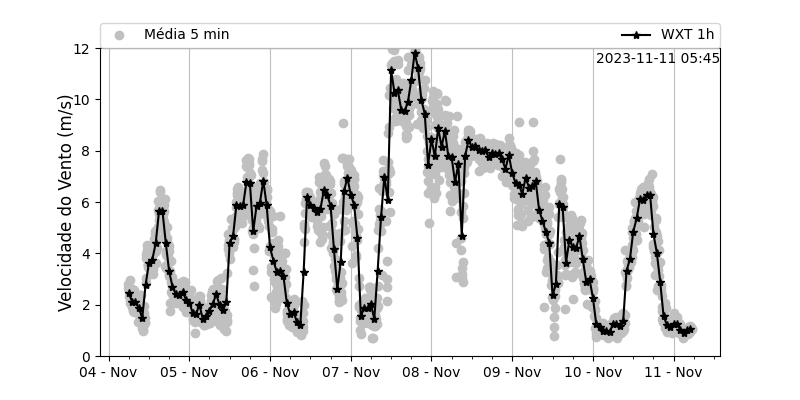 Média 5 min
WXT 1h
2023-11-11 05:45
Velocidade do Vento (m/s)
12
10
8
6
4
2
0
04 - Nov 05 - Nov 06 - Nov 07 - Nov 08 - Nov 09 - Nov 10 - Nov 11 - Nov